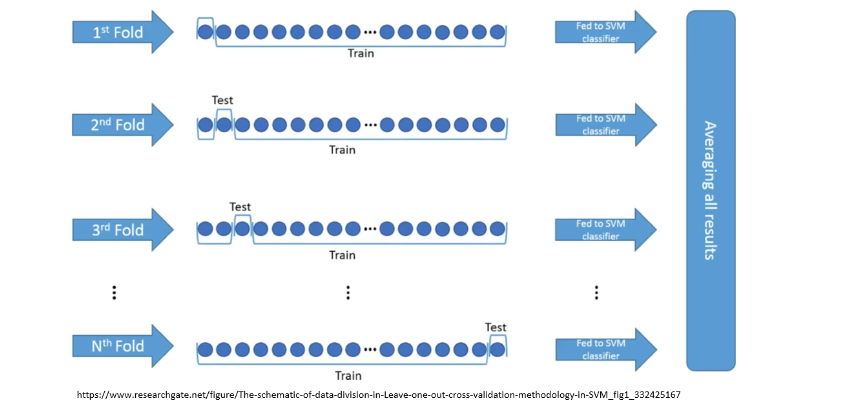 1st Fold
Train
Fed to SVM
classifier
Test
2nd Fold
Train
Fed to SVM
classifier
Test
3rd Fold
Train
Fed to SVM
classifier
Test
Nth Fold
Train
Fed to SVM
classifier
Averaging all results
https://www.researchgate.net/figure/The-schematic-of-data-division-in-Leave-one-out-cross-validation-methodology-in-SVM_fig1_332425167